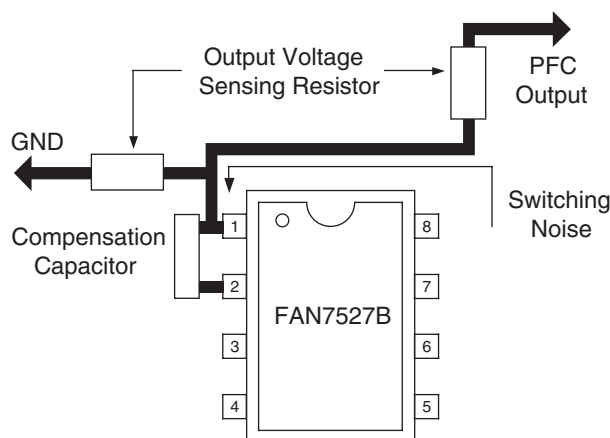 Output Voltage
Sensing Resistor
PFC
Output
GND
Compensation
Capacitor
Switching
Noise
1
8
2
7
FAN7527B
3
6
4
5